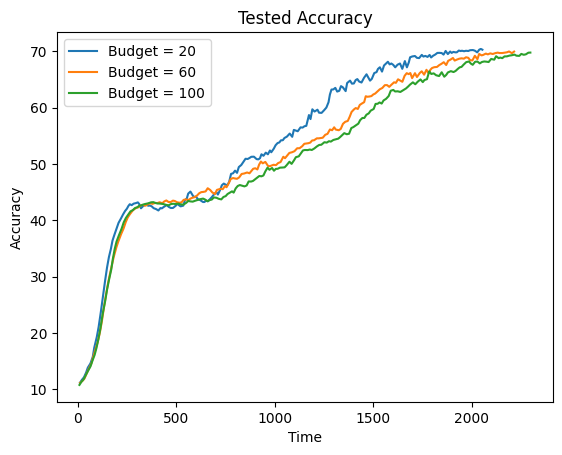 Tested Accuracy
Budget = 20
Budget = 60
Budget = 100
70
60
50
40
30
20
10
Accuracy
0
500
1000
1500
2000
Time